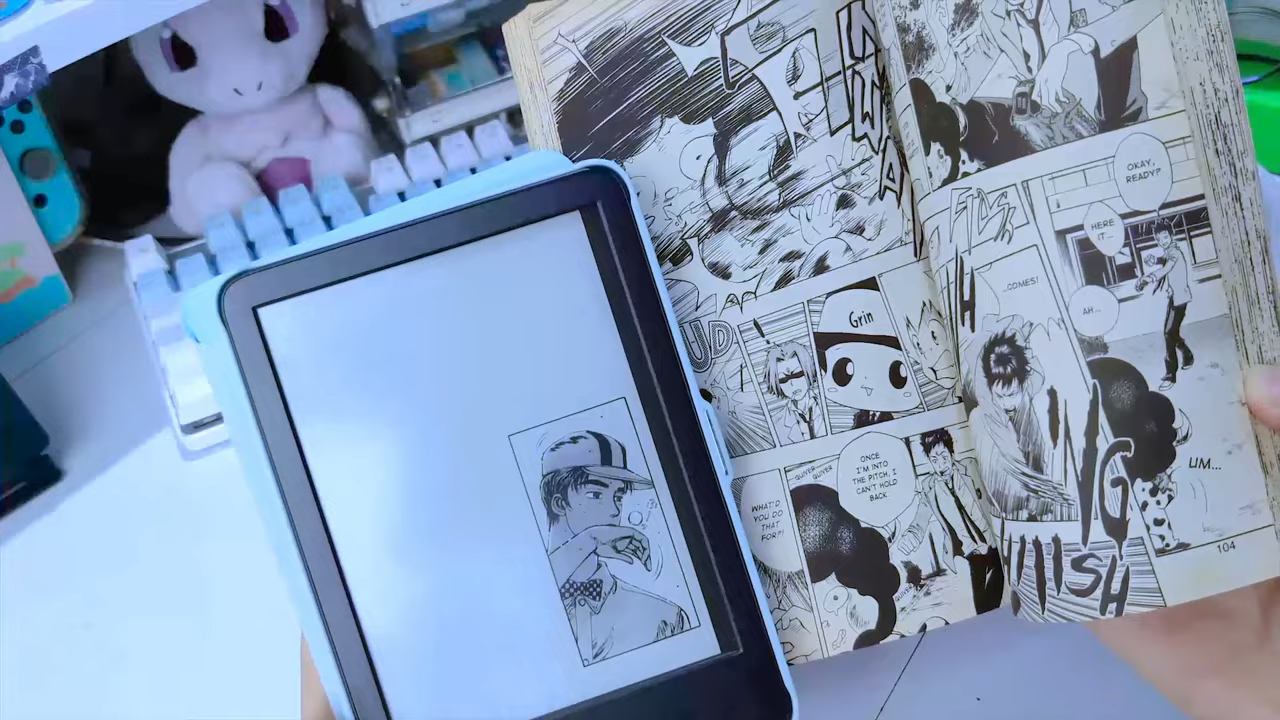 Grin
WHAT'D
YOU DO
THAT
FOR?!
QUIVER
QUIVER
ONCE
I'M INTO
THE PITCH, I
CAN'T HOLD
BACK.
OKAY,
READY?
HERE
IT...
AH...
...COMES!
UM...
104